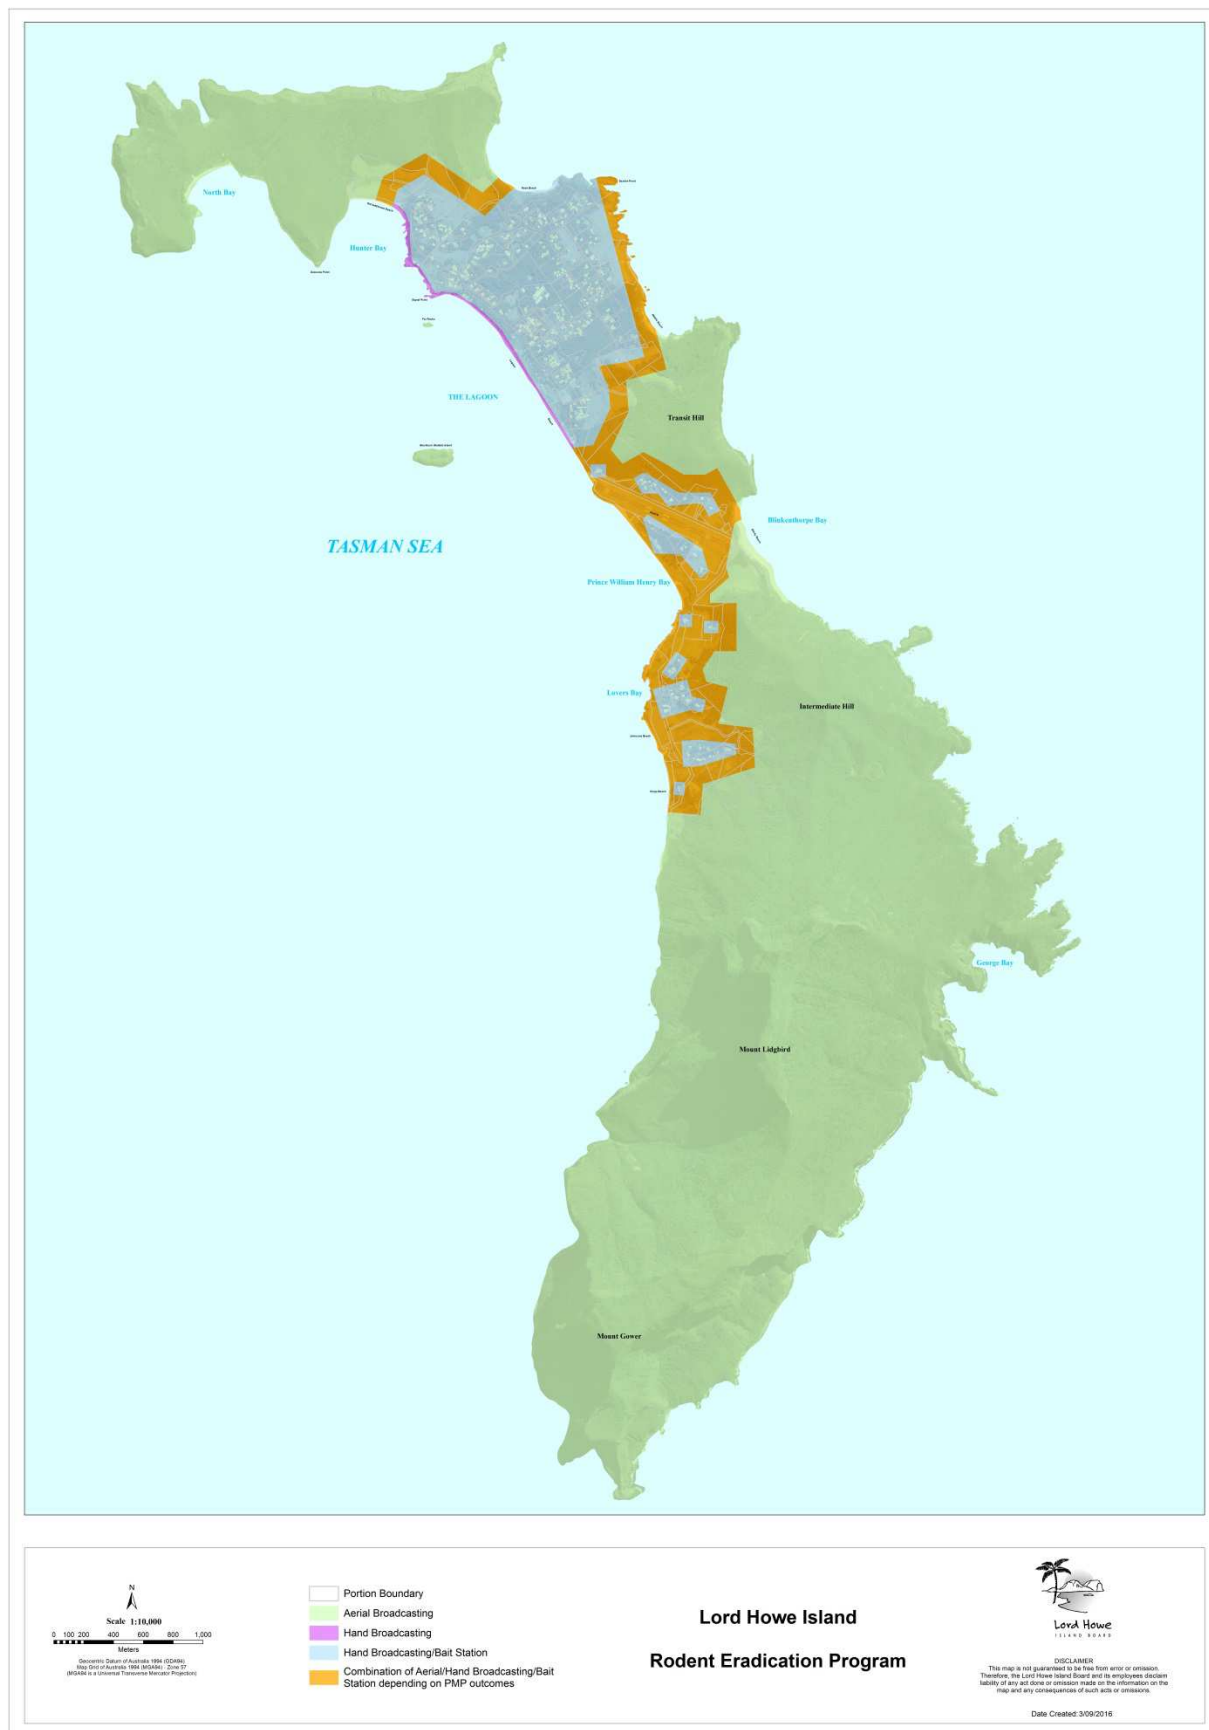 North Bay
Hunter Bay
THE LAGOON
Transit Hill
TASMAN SEA
Blinkenthorpe Bay
Prince William Henry Bay
Lovers Bay
Intermediate Hill
George Bay
Mount Lidgbird
Mount Gower
N
Scale 1:10,000
0 100 200 400 600 800 1,000
Meters
Geocentric Datum of Australia 1994 (GDA94)
Map Grid of Australia 1994 (MGA94) - Zone 57
(MGA94 is a Universal Transverse Mercator Projection)
Portion Boundary
Aerial Broadcasting
Hand Broadcasting
Hand Broadcasting/Bait Station
Combination of Aerial/Hand Broadcasting/Bait
Station depending on PMP outcomes
Lord Howe Island
Rodent Eradication Program
Lord Howe
ISLAND BOARD
DISCLAIMER
This map is not guaranteed to be free from error or omission.
Therefore, the Lord Howe Island Board and its employees disclaim
liability of any act done or omission made on the information on the
map and any consequences of such acts or omissions.
Date Created:3/09/2016